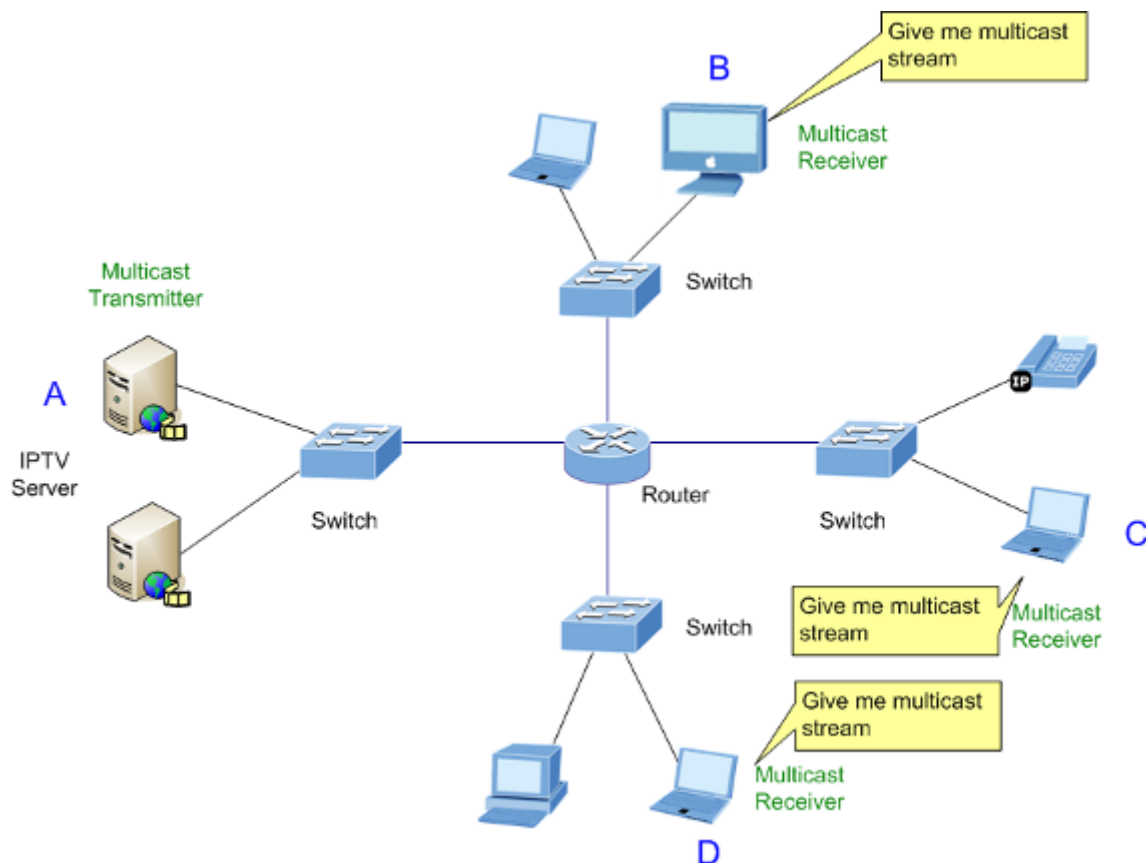 Give me multicast
stream
B
Multicast
Receiver
Switch
Multicast
Transmitter
A
IP
IPTV
Server
Switch
Router
Switch
C
Give me multicast
stream
Multicast
Receiver
Switch
Give me multicast
stream
Multicast
Receiver
D